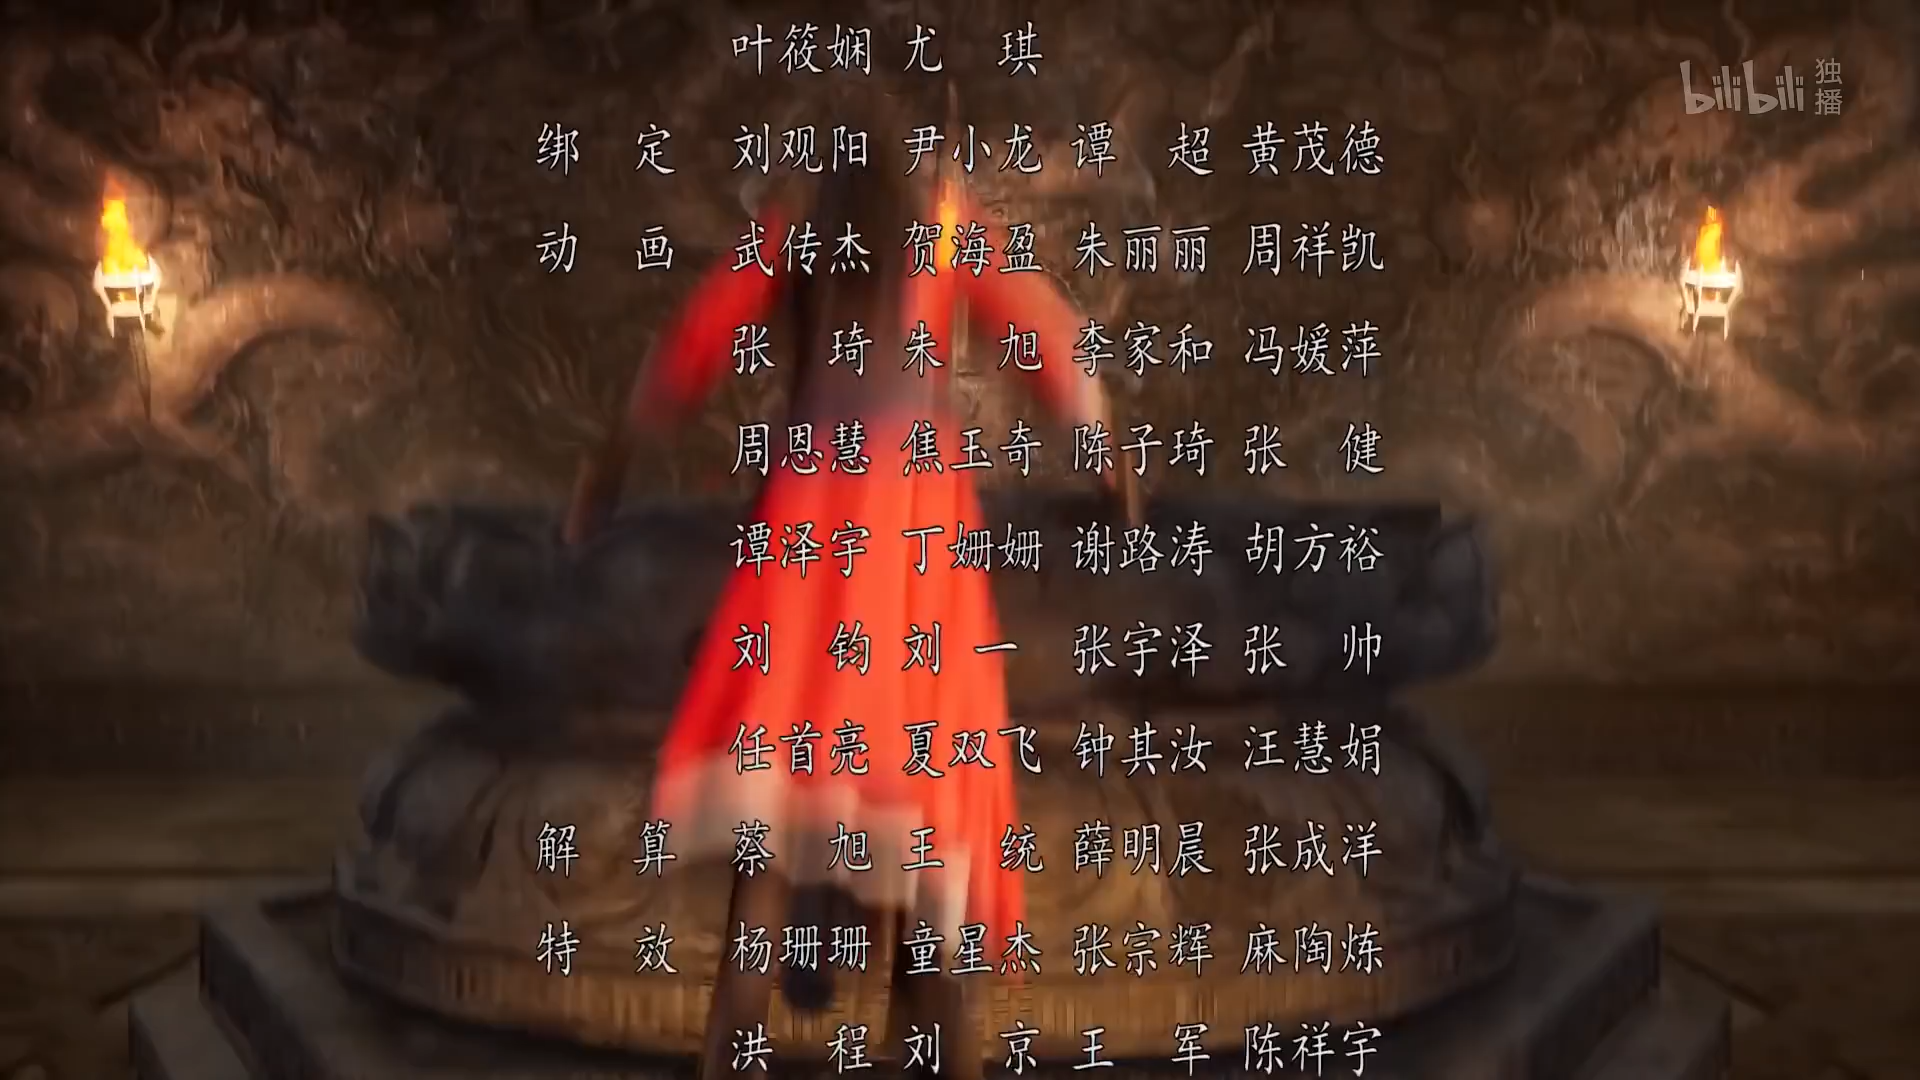 叶筱娴 尤 琪
bilibili 独播
绑 定 刘观阳 尹小龙 谭 超 黄茂德
动 画 武传杰 贺海盈 朱丽丽 周祥凯
张 琦 朱 旭 李家和 冯媛萍
周恩慧 焦玉奇 陈子琦 张 健
谭泽宇 丁姗姗 谢路涛 胡方裕
刘 钧 刘 一 张宇泽 张 帅
任首亮 夏双飞 钟其汝 汪慧娟
解 算 蔡 旭 王 统 薛明晨 张成洋
特 效 杨珊珊 童星杰 张宗辉 麻陶炼
洪 程 刘 京 王 军 陈祥宇